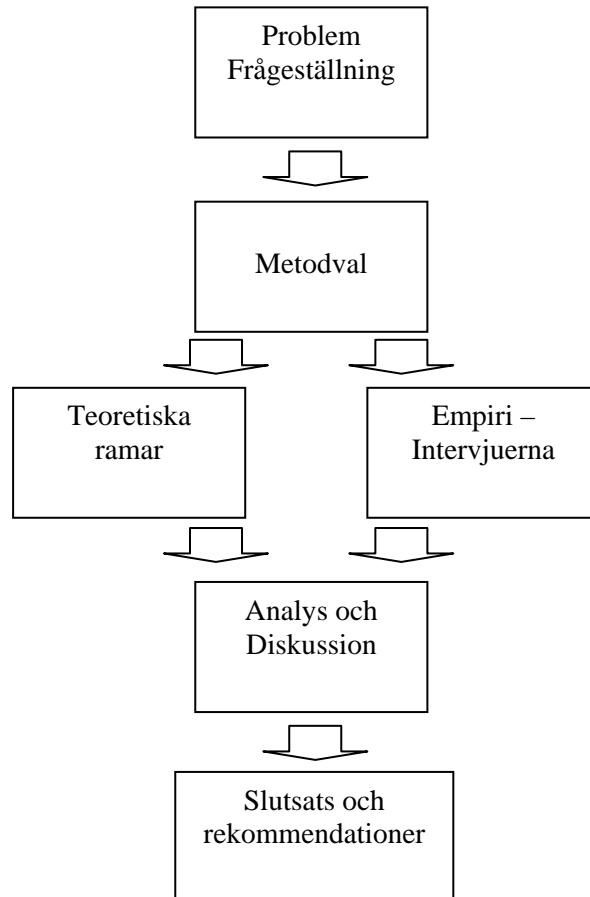 Problem
Frågeställning
Metodval
Teoretiska
ramar
Empiri –
Intervjuerna
Analys och
Diskussion
Slutsats och
rekommendationer